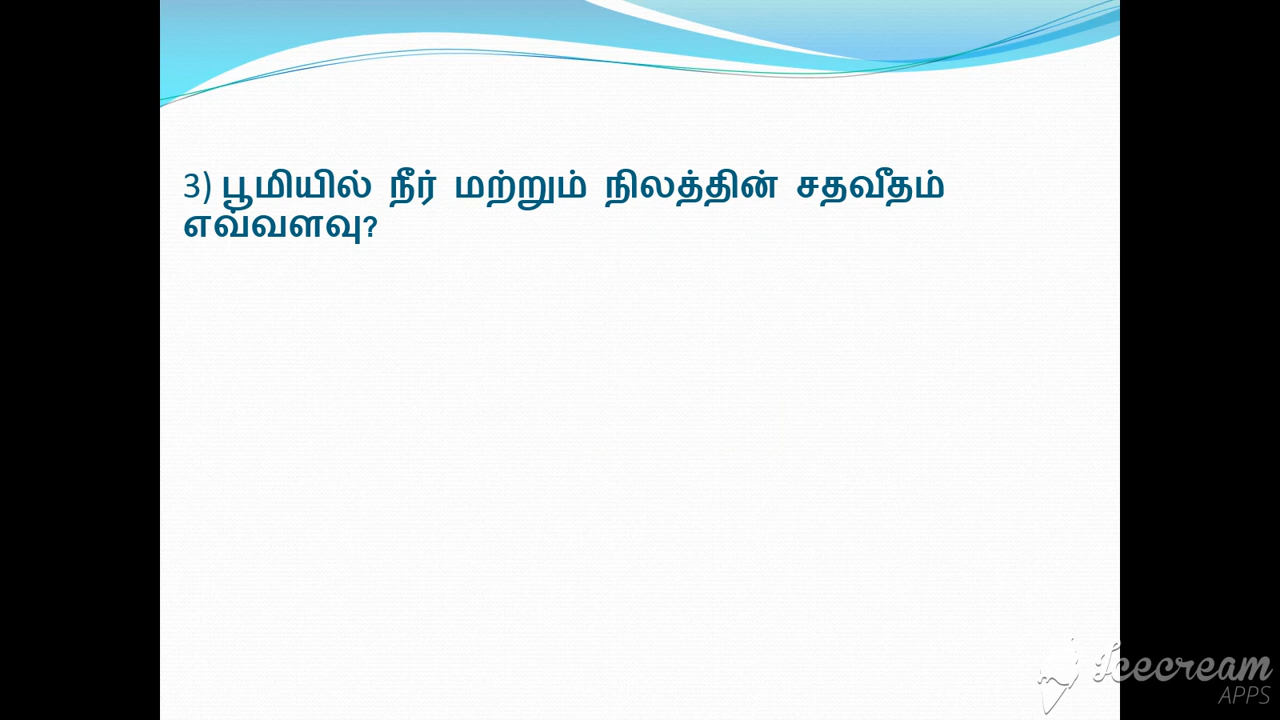 3) பூமியில் நீர் மற்றும் நிலத்தின் சதவீதம்
எவ்வளவு?
Icecream
APPS